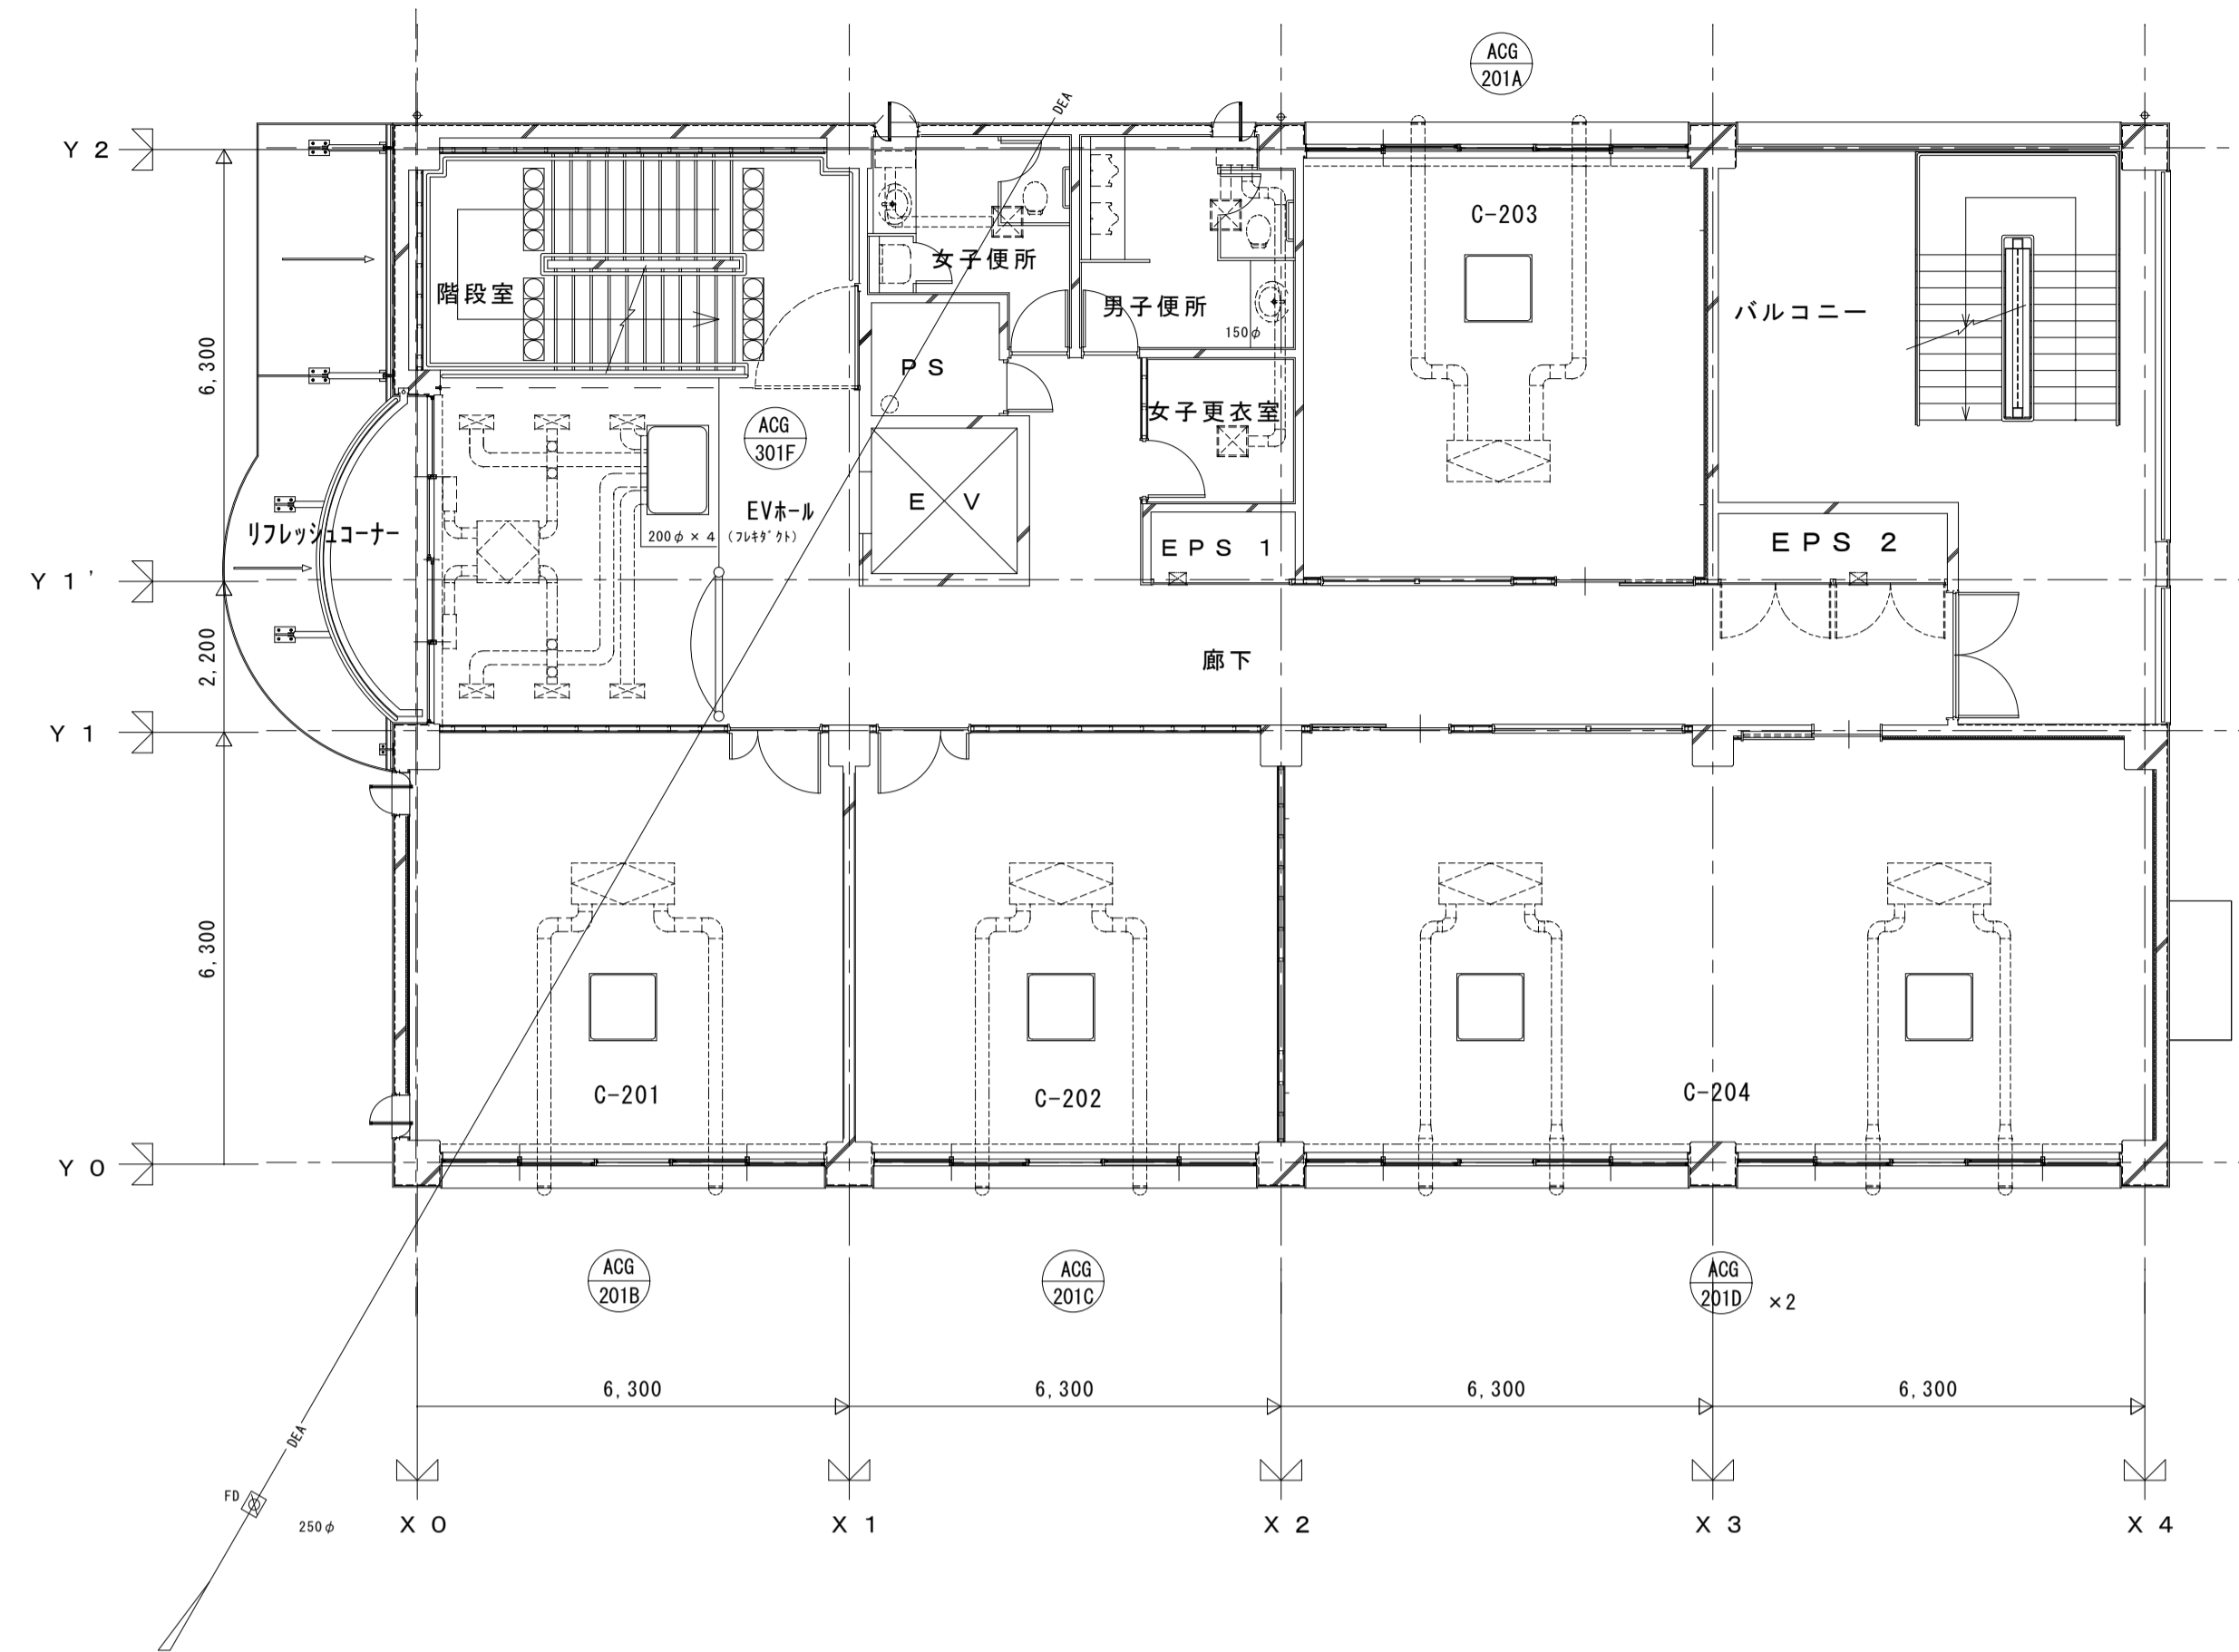 ACG
201A
DEA
Y 2
C-203
女子便所
階段室
男子便所
バルコニー
150φ
6,300
PS
女子更衣室
ACG
301F
E V
EVホール
リフレッシュコーナー
200φ×4 (フレキダクト)
EPS 1
EPS 2
Y 1'
2,200
廊下
Y 1
6,300
C-201
C-202
C-204
Y 0
ACG
201B
ACG
201C
ACG
201D
×2
6,300
6,300
6,300
6,300
DEA
FD
250φ
X 0
X 1
X 2
X 3
X 4